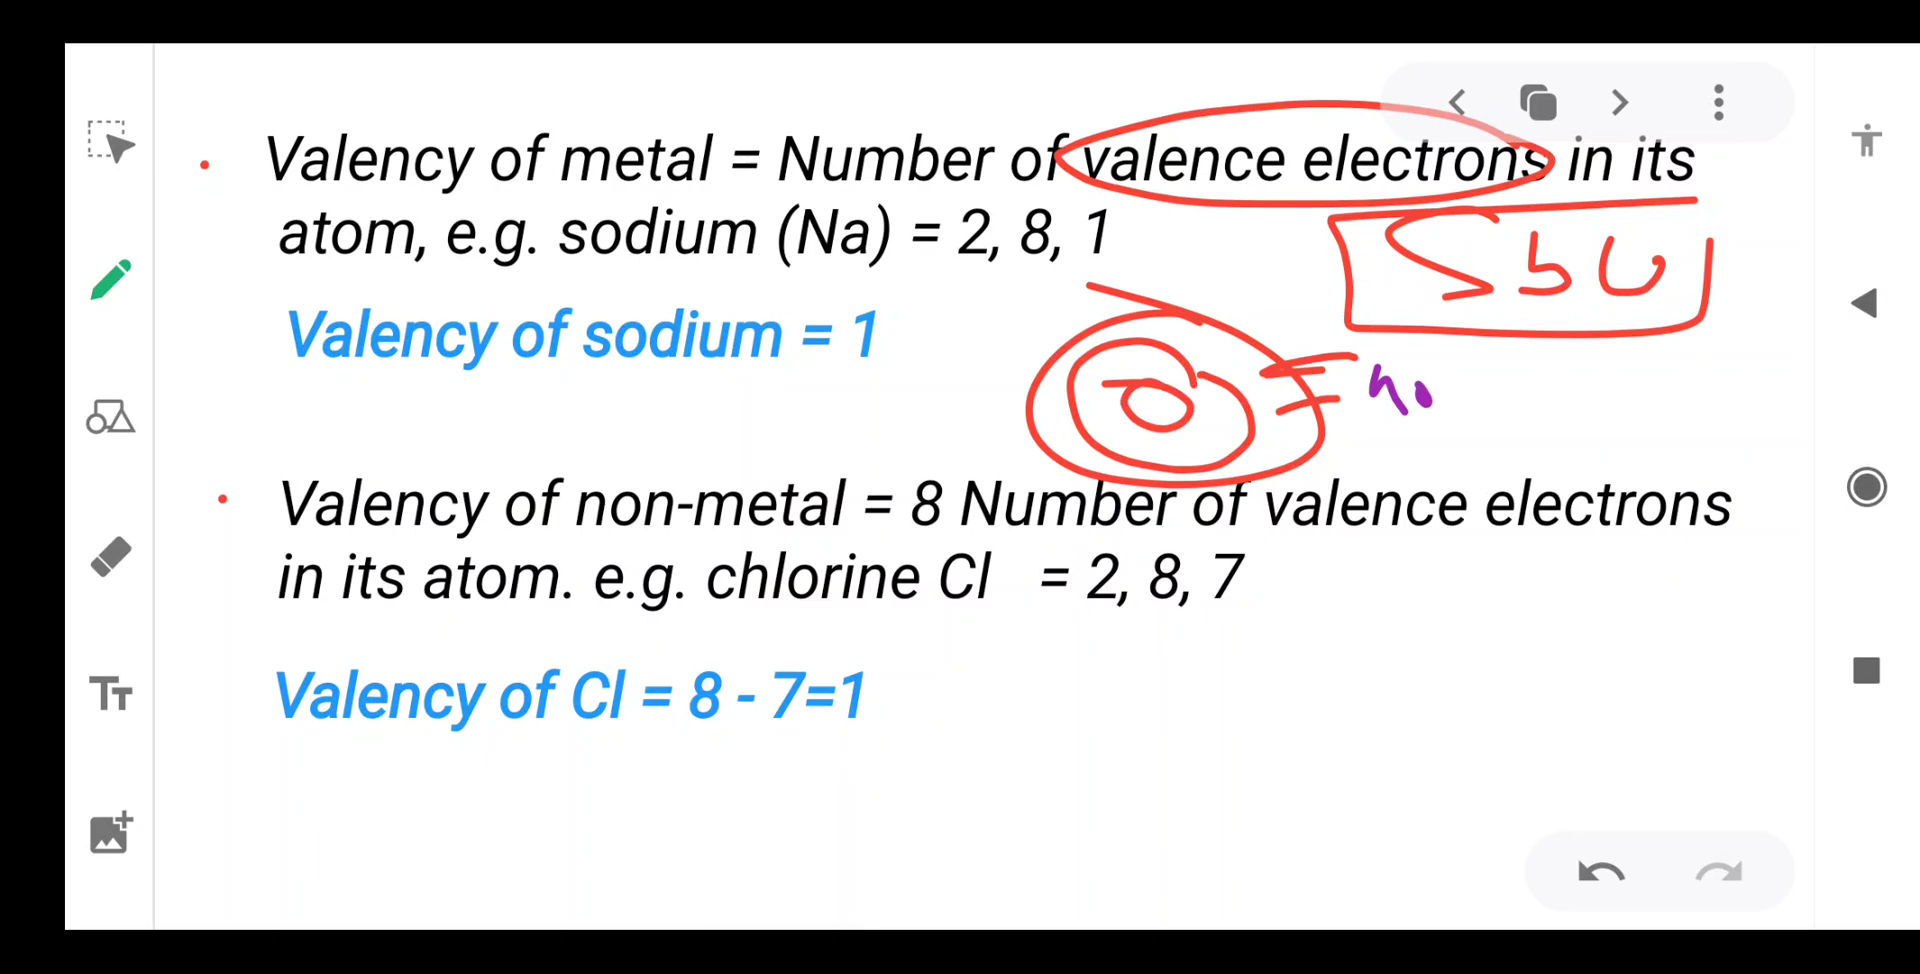 Valency of metal = Number of valence electrons in its
atom, e.g. sodium (Na) = 2, 8, 1
Valency of sodium = 1
Valency of non-metal = 8 Number of valence electrons
in its atom. e.g. chlorine Cl = 2, 8, 7
Valency of Cl = 8 - 7=1